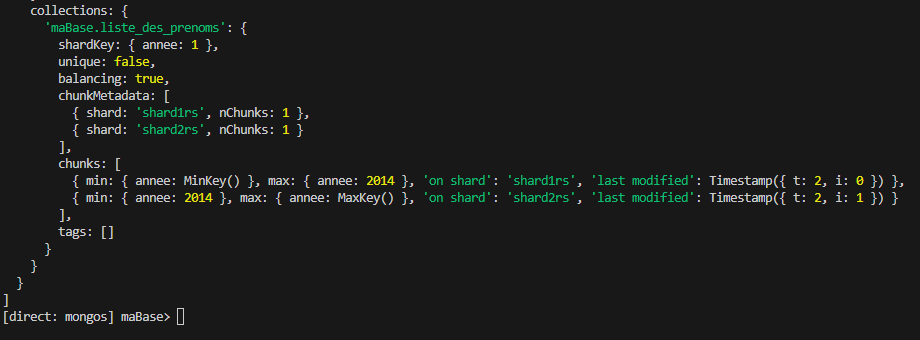 collections: {
'maBase.liste_des_prenoms': {
shardKey: { annee: 1 },
unique: false,
balancing: true,
chunkMetadata: [
{ shard: 'shard1rs', nChunks: 1 },
{ shard: 'shard2rs', nChunks: 1 }
],
chunks: [
{ min: { annee: MinKey() }, max: { annee: 2014 }, 'on shard': 'shard1rs', 'last modified': Timestamp({ t: 2, i: 0 }) },
{ min: { annee: 2014 }, max: { annee: MaxKey() }, 'on shard': 'shard2rs', 'last modified': Timestamp({ t: 2, i: 1 }) }
],
tags: []
}
}
}
]
[direct: mongos] maBase>